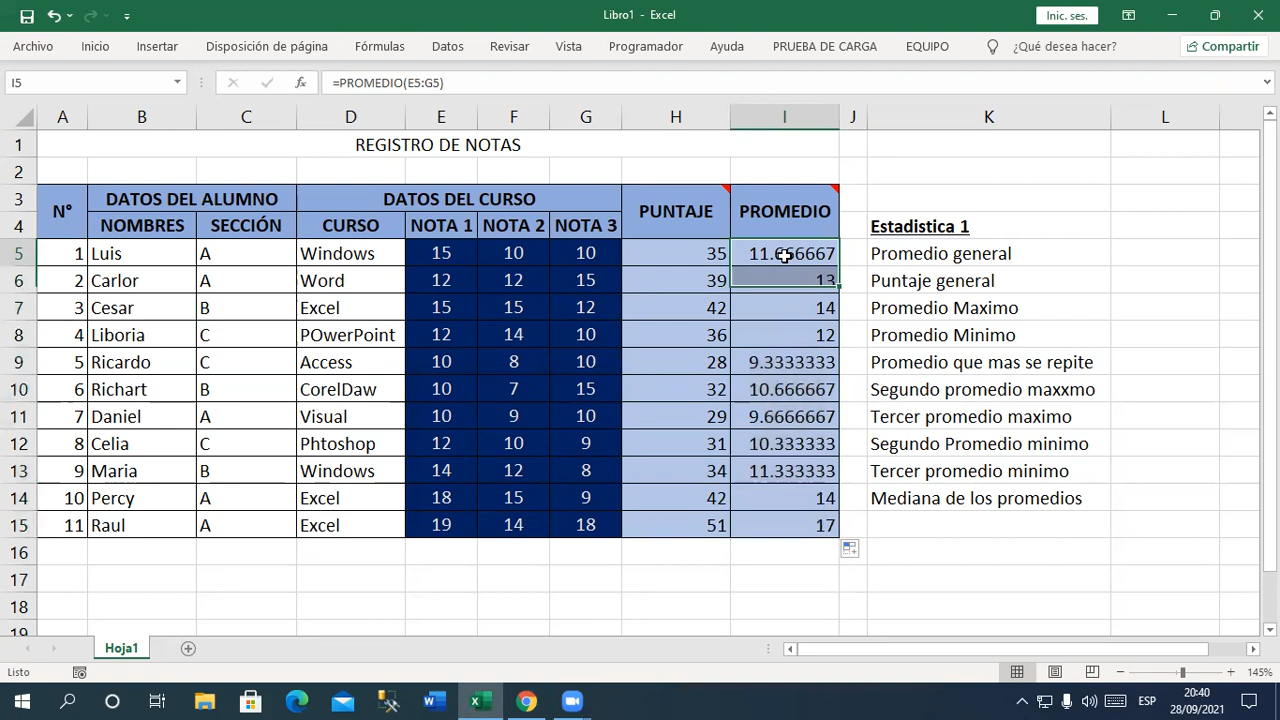 Libro1 - Excel
Inic. ses.
Archivo Inicio Insertar Disposición de página Fórmulas Datos Revisar Vista Programador Ayuda PRUEBA DE CARGA EQUIPO ¿Qué desea hacer? Compartir
I5 fx =PROMEDIO(E5:G5)
A B C D E F G H I J K L
1 REGISTRO DE NOTAS
2
3 N° DATOS DEL ALUMNO DATOS DEL CURSO PUNTAJE PROMEDIO
4 NOMBRES SECCIÓN CURSO NOTA 1 NOTA 2 NOTA 3 Estadistica 1
5 1 Luis A Windows 15 10 10 35 11.666667 Promedio general
6 2 Carlor A Word 12 12 15 39 13 Puntaje general
7 3 Cesar B Excel 15 15 12 42 14 Promedio Maximo
8 4 Liboria C POwerPoint 12 14 10 36 12 Promedio Minimo
9 5 Ricardo C Access 10 8 10 28 9.3333333 Promedio que mas se repite
10 6 Richart B CorelDaw 10 7 15 32 10.666667 Segundo promedio maxxmo
11 7 Daniel A Visual 10 9 10 29 9.6666667 Tercer promedio maximo
12 8 Celia C Phtoshop 12 10 9 31 10.333333 Segundo Promedio minimo
13 9 Maria B Windows 14 12 8 34 11.333333 Tercer promedio minimo
14 10 Percy A Excel 18 15 9 42 14 Mediana de los promedios
15 11 Raul A Excel 19 14 18 51 17
16
17
18
19
Hoja1
Listo 145%
ESP 20:40
28/09/2021